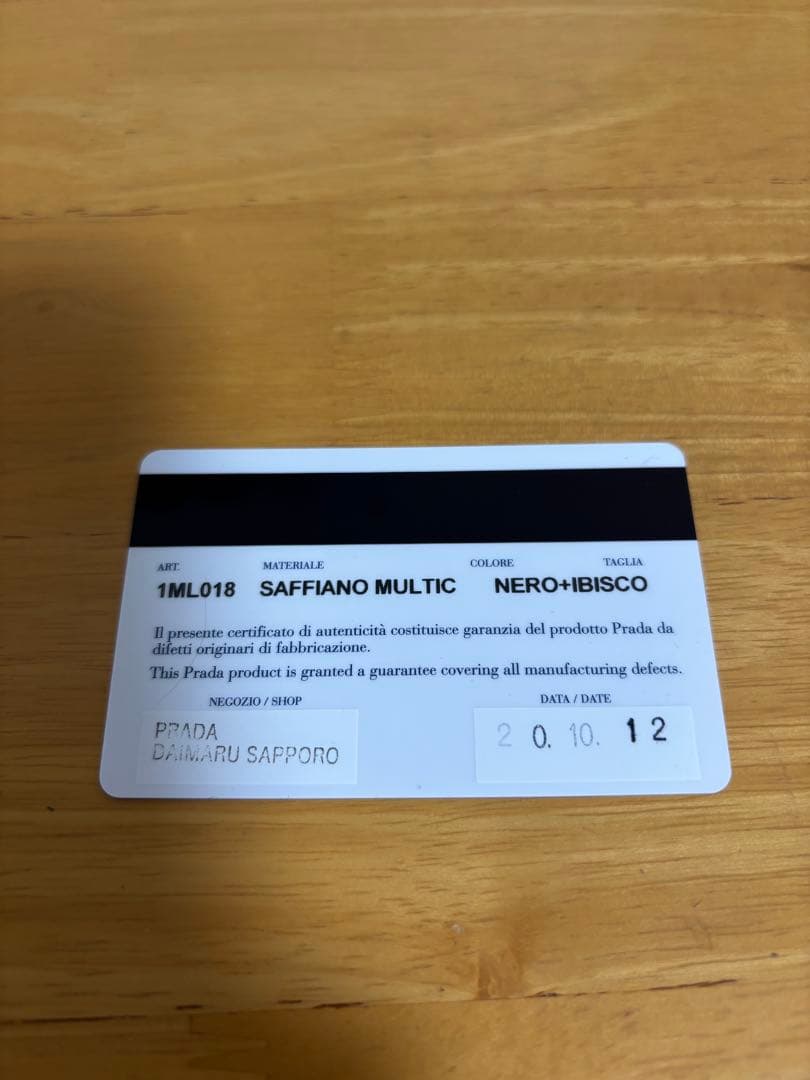 ART. MATERIALE COLORE TAGLIA
1ML018 SAFFIANO MULTIC NERO+IBISCO
Il presente certificato di autenticità costituisce garanzia del prodotto Prada da
difetti originari di fabbricazione.
This Prada product is granted a guarantee covering all manufacturing defects.
NEGOZIO / SHOP DATA / DATE
PRADA
DAIMARU SAPPORO
20.10.12